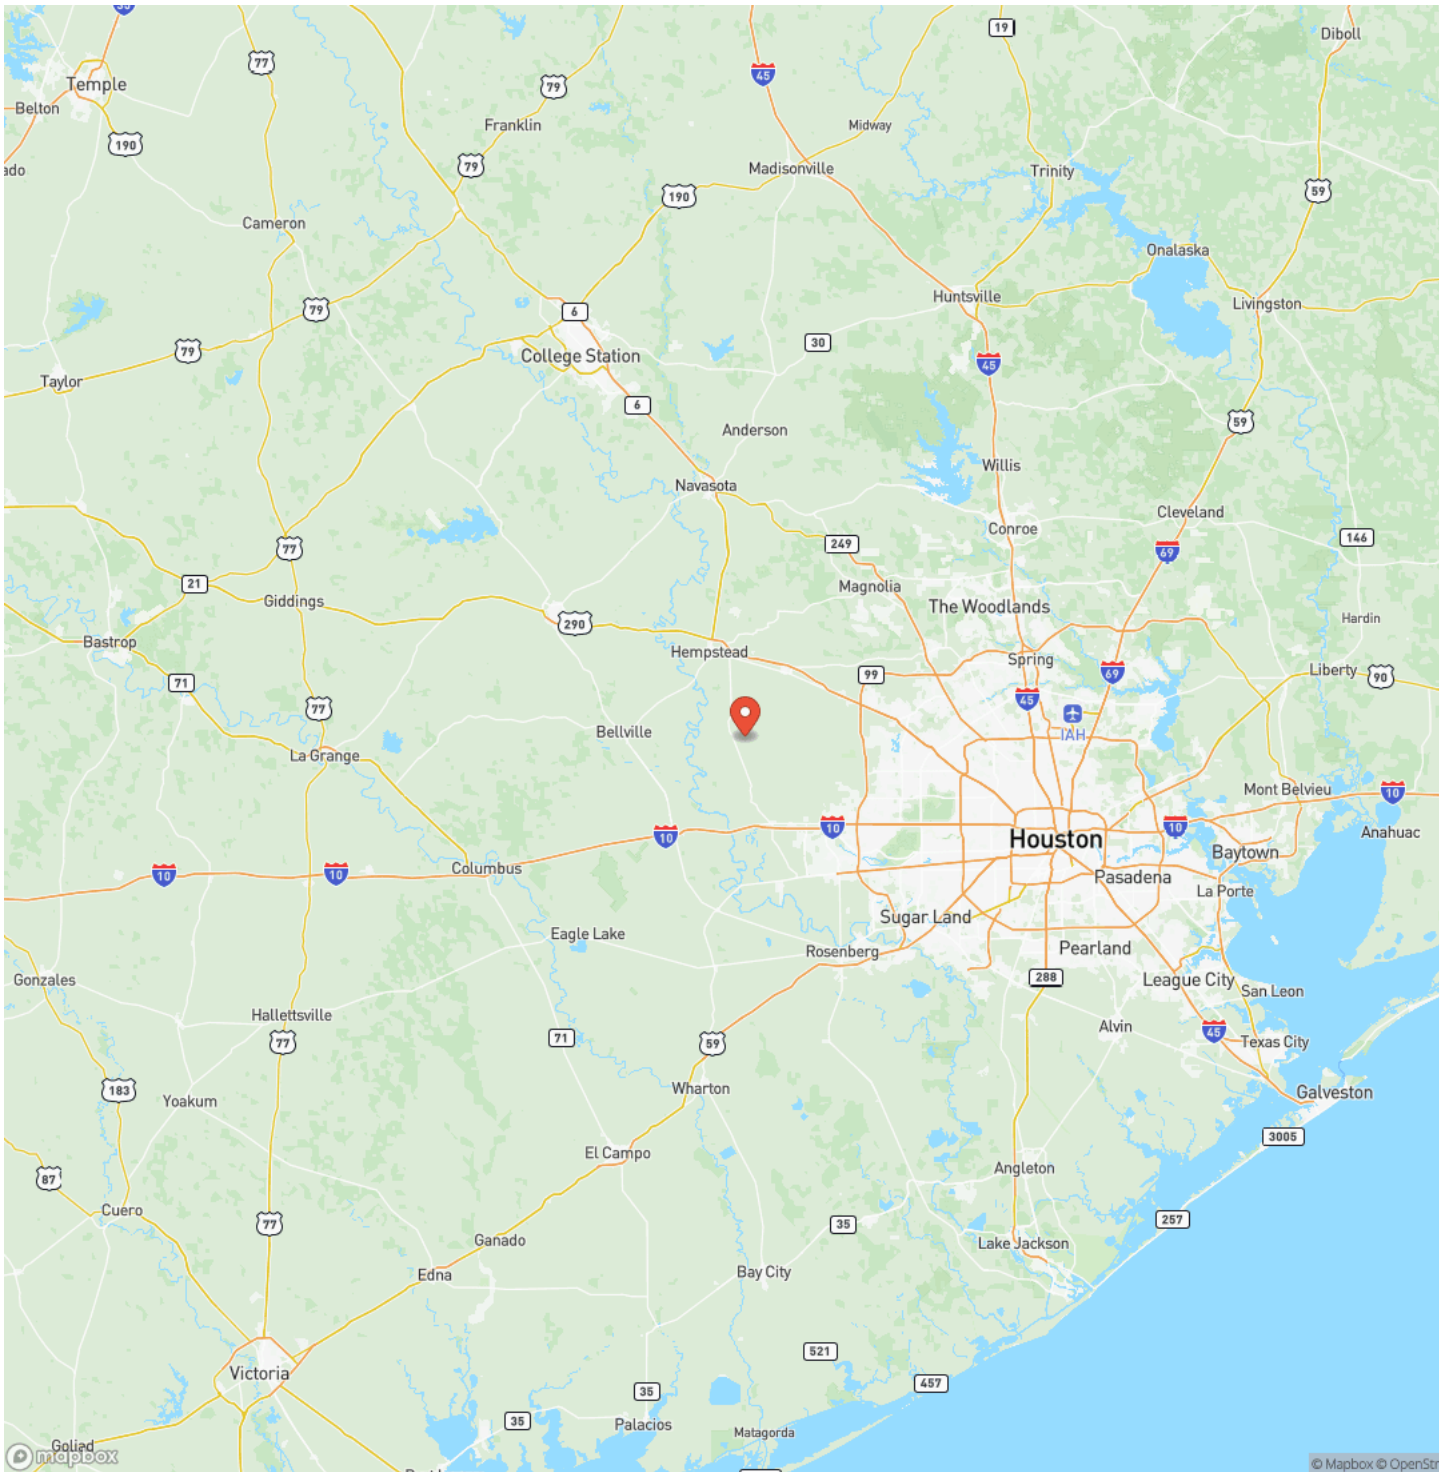 35
19
Diboll
77
Temple
45
79
Belton
Franklin
Midway
190
79
Madisonville
Trinity
ado
190
59
Cameron
Onalaska
Huntsville
Livingston
79
6
30
79
College Station
45
Taylor
6
59
Anderson
Willis
Navasota
Cleveland
Conroe
146
249
77
69
21
Magnolia
Giddings
The Woodlands
Hardin
290
Bastrop
Hempstead
Spring
Liberty
99
69
90
71
45
77
Bellville
IAH
La Grange
Mont Belvieu
10
10
10
10
Anahuac
Houston
Baytown
Columbus
10
10
Pasadena
La Porte
Sugar Land
Eagle Lake
Rosenberg
Pearland
Gonzales
288
League City
San Leon
Hallettsville
Alvin
45
71
77
59
Texas City
183
Wharton
Galveston
Yoakum
3005
El Campo
Angleton
87
Cuero
77
35
257
Ganado
Lake Jackson
Edna
Bay City
521
Victoria
457
35
35
Palacios
Matagorda
Goliad
mapbox
© Mapbox © OpenStr